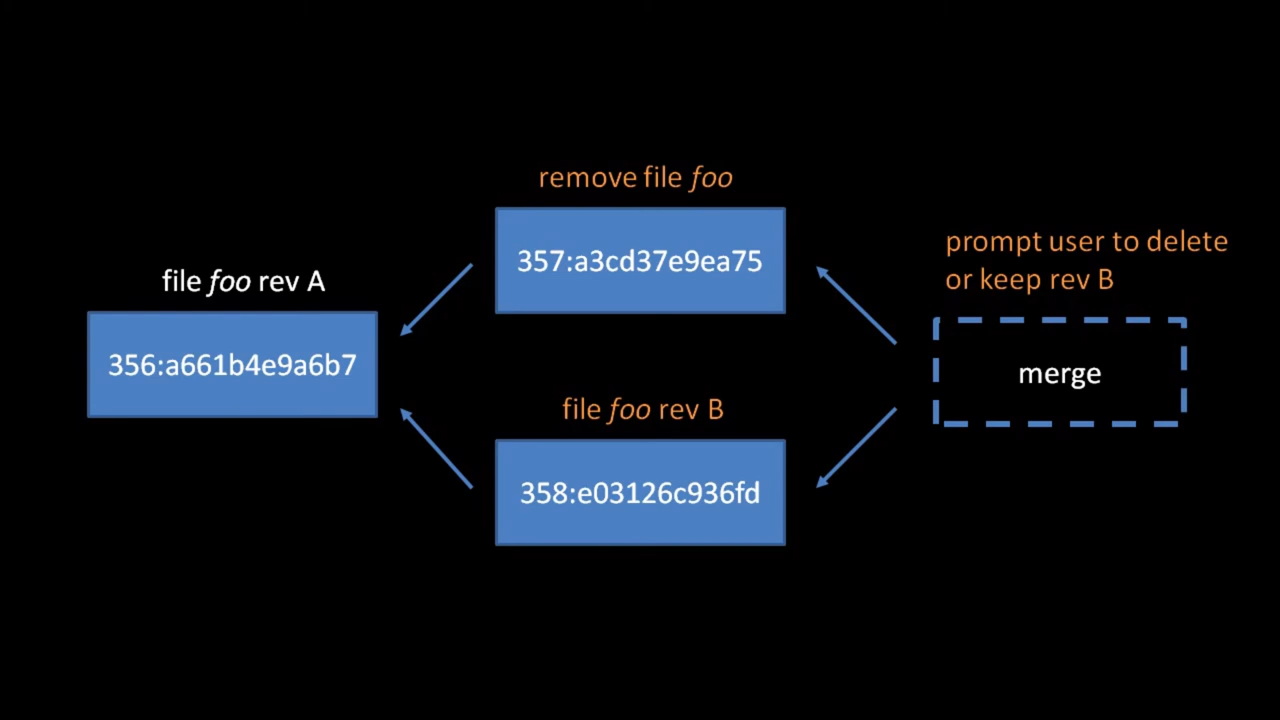 remove file foo
357:a3cd37e9ea75
prompt user to delete
or keep rev B
file foo rev A
356:a661b4e9a6b7
merge
file foo rev B
358:e03126c936fd